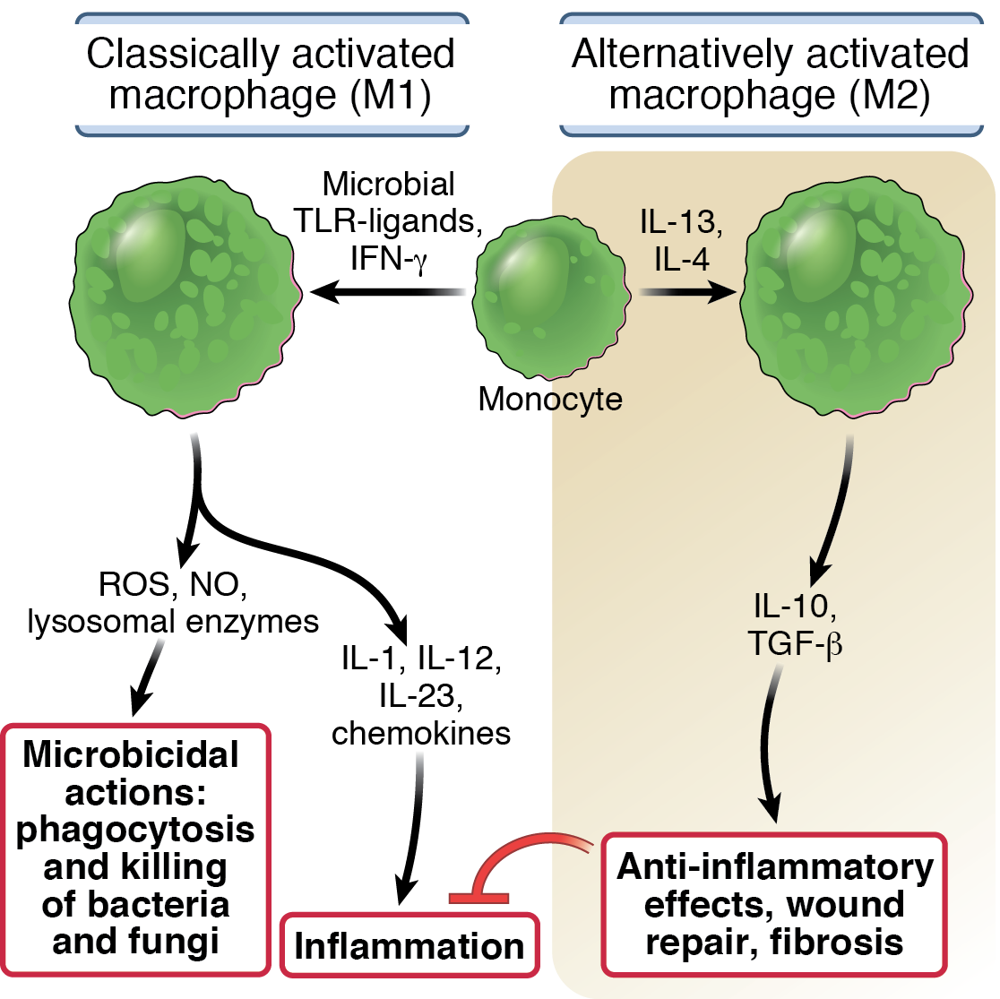 Classically activated
macrophage (M1)
Alternatively activated
macrophage (M2)
Microbial
TLR-ligands,
IFN-γ
IL-13,
IL-4
Monocyte
ROS, NO,
lysosomal enzymes
IL-1, IL-12,
IL-23,
chemokines
IL-10,
TGF-β
Microbicidal
actions:
phagocytosis
and killing
of bacteria
and fungi
Inflammation
Anti-inflammatory
effects, wound
repair, fibrosis